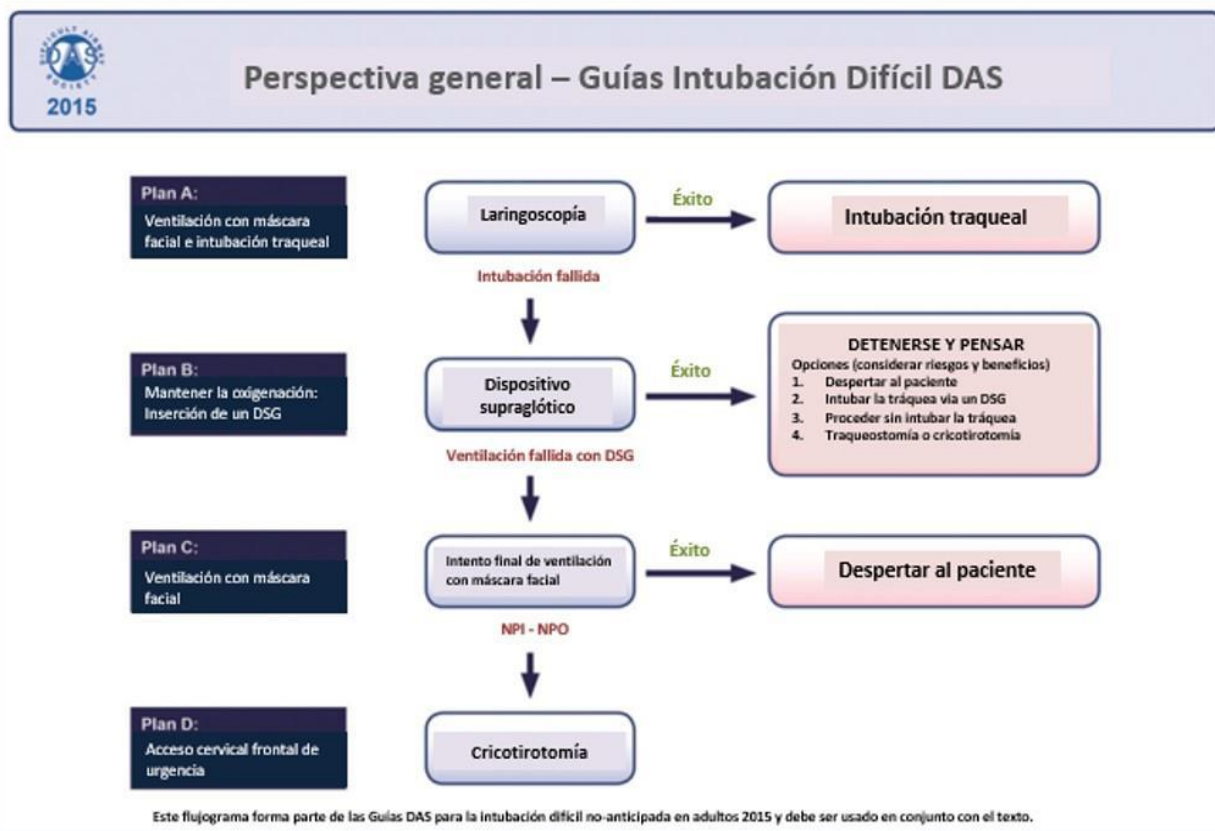 DIFFICULT AIRWAY
DAS
SOCIETY
2015
Perspectiva general – Guías Intubación Difícil DAS
Plan A:
Ventilación con máscara
facial e intubación traqueal
Laringoscopía
Éxito
Intubación traqueal
Intubación fallida
Plan B:
Mantener la oxigenación:
Inserción de un DSG
Dispositivo
supraglótico
Éxito
DETENERSE Y PENSAR
Opciones (considerar riesgos y beneficios)
1. Despertar al paciente
2. Intubar la tráquea via un DSG
3. Proceder sin intubar la tráquea
4. Traqueostomía o cricotirotomía
Ventilación fallida con DSG
Plan C:
Ventilación con máscara
facial
Intento final de ventilación
con máscara facial
Éxito
Despertar al paciente
NPI - NPO
Plan D:
Acceso cervical frontal de
urgencia
Cricotirotomía
Este flujograma forma parte de las Guías DAS para la intubación difícil no-anticipada en adultos 2015 y debe ser usado en conjunto con el texto.